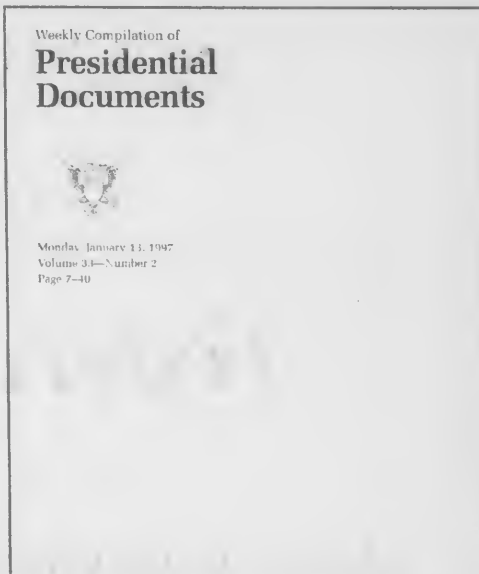 Weekly Compilation of
Presidential
Documents
Monday, January 13, 1997
Volume 33—Number 2
Page 7–40